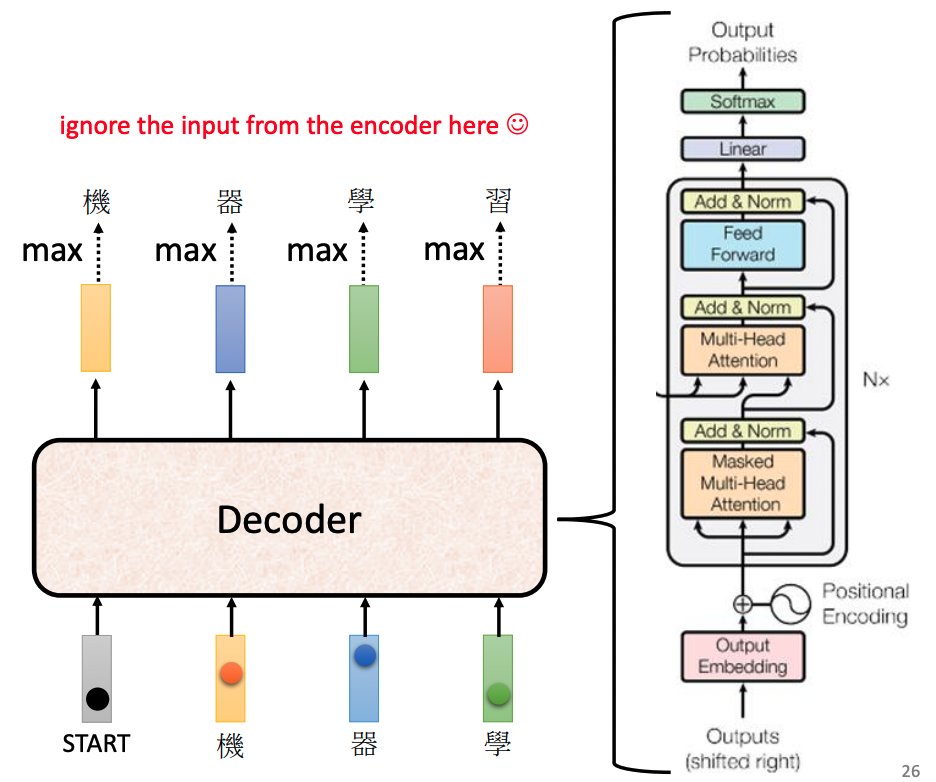 ignore the input from the encoder here ☺
機 器 學 習
max max max max
Decoder
START 機 器 學
Output
Probabilities
Softmax
Linear
Add & Norm
Feed
Forward
Add & Norm
Multi-Head
Attention
N×
Add & Norm
Masked
Multi-Head
Attention
Positional
Encoding
Output
Embedding
Outputs
(shifted right)
26